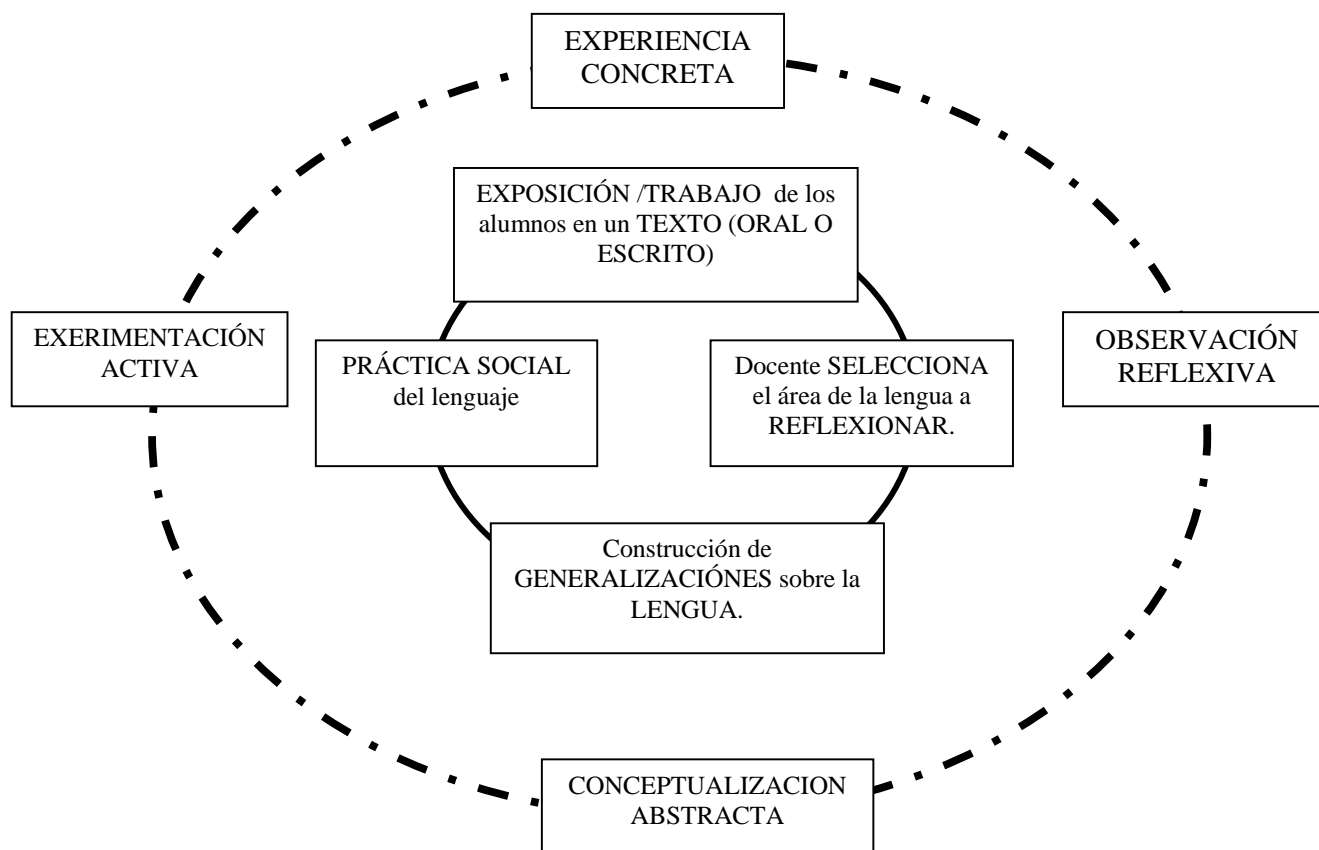 EXPERIENCIA
CONCRETA
EXPOSICIÓN /TRABAJO de los
alumnos en un TEXTO (ORAL O
ESCRITO)
EXERIMENTACIÓN
ACTIVA
PRÁCTICA SOCIAL
del lenguaje
Docente SELECCIONA
el área de la lengua a
REFLEXIONAR.
OBSERVACIÓN
REFLEXIVA
Construcción de
GENERALIZACIÓNES sobre la
LENGUA.
CONCEPTUALIZACION
ABSTRACTA